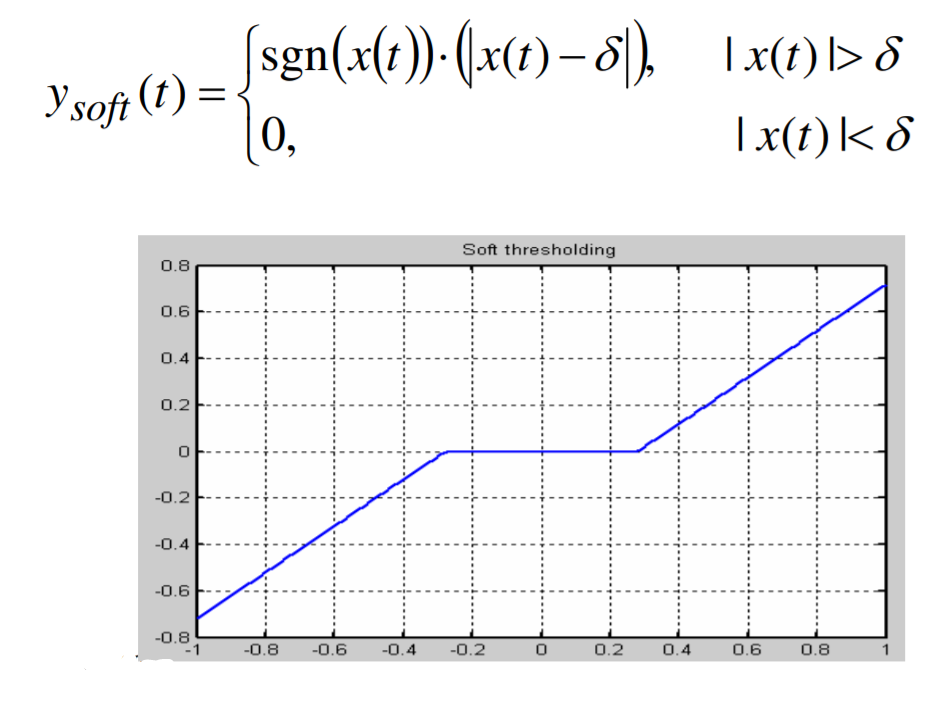 y_soft(t) = { sgn(x(t))·(|x(t) − δ|), |x(t)|> δ
0, |x(t)|< δ
Soft thresholding
0.8
0.6
0.4
0.2
0
-0.2
-0.4
-0.6
-0.8
-1 -0.8 -0.6 -0.4 -0.2 0 0.2 0.4 0.6 0.8 1